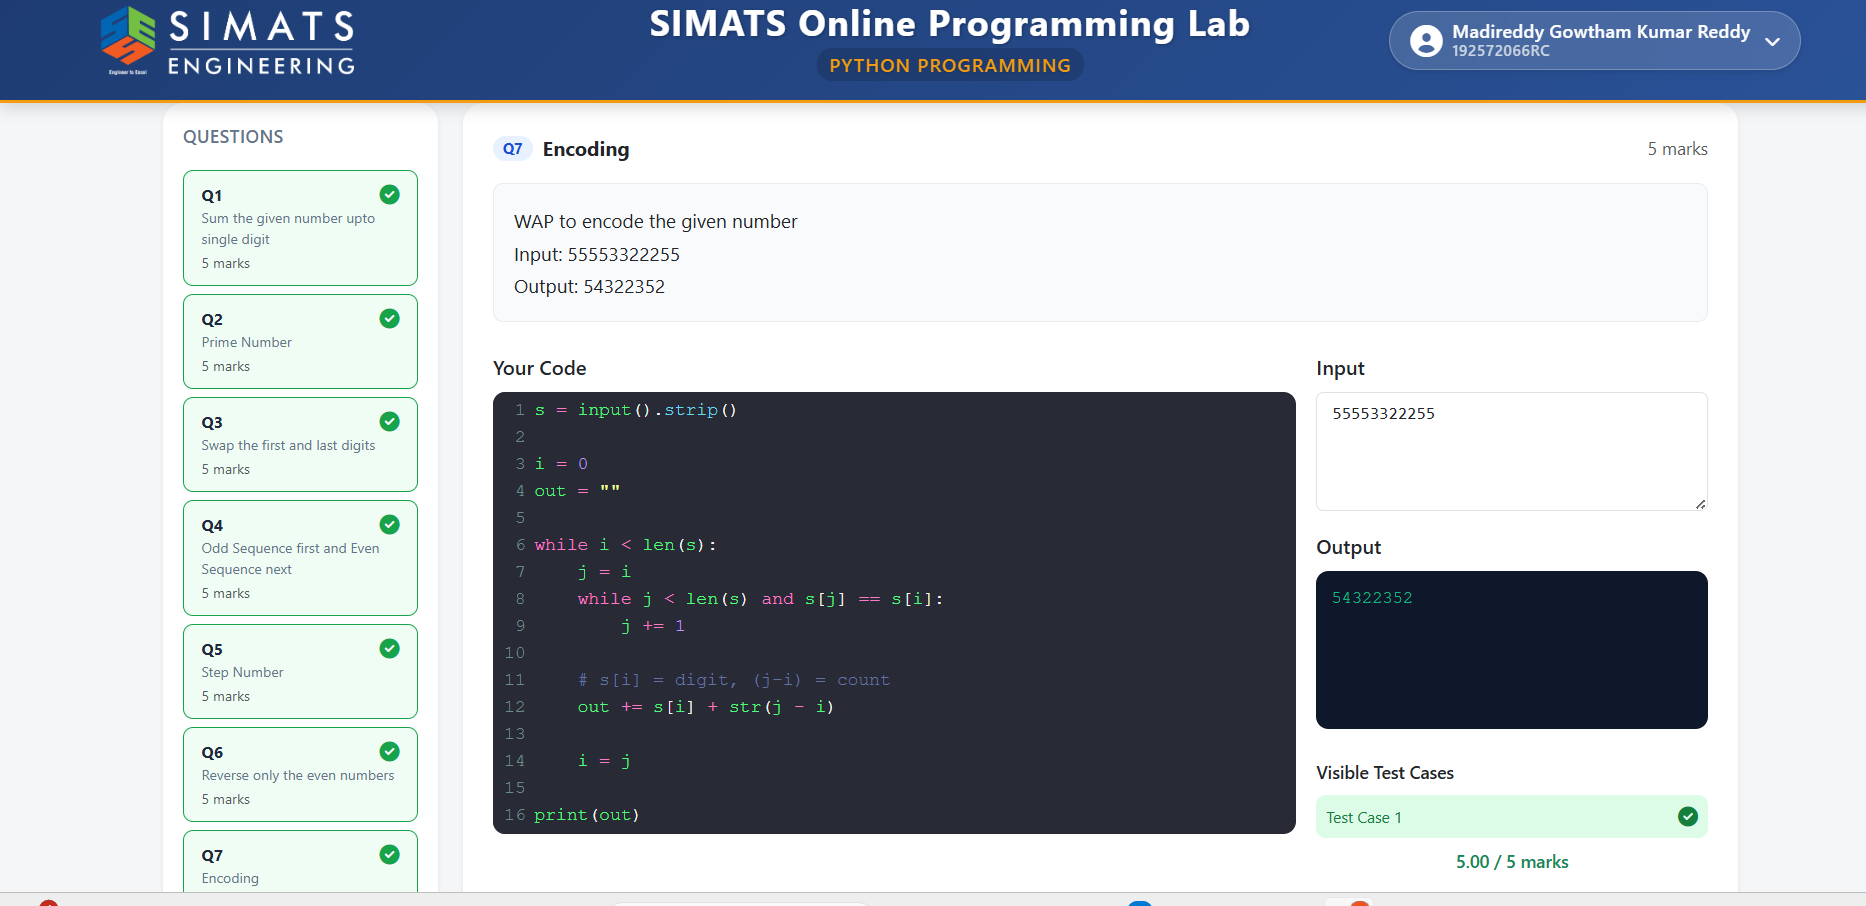 SIMATS
ENGINEERING
Engineer to Excel
SIMATS Online Programming Lab
PYTHON PROGRAMMING
Madireddy Gowtham Kumar Reddy
192572066RC
QUESTIONS
Q1
Sum the given number upto
single digit
5 marks
Q2
Prime Number
5 marks
Q3
Swap the first and last digits
5 marks
Q4
Odd Sequence first and Even
Sequence next
5 marks
Q5
Step Number
5 marks
Q6
Reverse only the even numbers
5 marks
Q7
Encoding
Q7 Encoding
5 marks
WAP to encode the given number
Input: 55553322255
Output: 54322352
Your Code
1 s = input().strip()
2
3 i = 0
4 out = ""
5
6 while i < len(s):
7     j = i
8     while j < len(s) and s[j] == s[i]:
9         j += 1
10
11     # s[i] = digit, (j-i) = count
12     out += s[i] + str(j - i)
13
14     i = j
15
16 print(out)
Input
55553322255
Output
54322352
Visible Test Cases
Test Case 1
5.00 / 5 marks